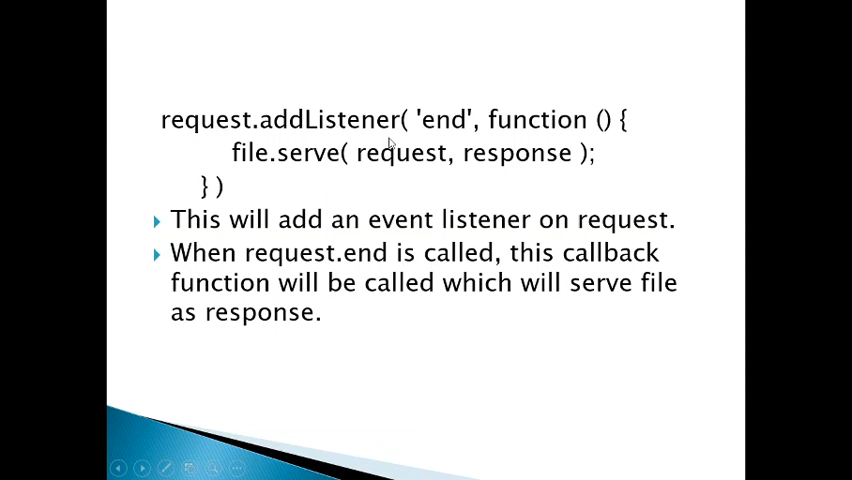 request.addListener( 'end', function () {
file.serve( request, response );
} )
This will add an event listener on request.
When request.end is called, this callback
function will be called which will serve file
as response.